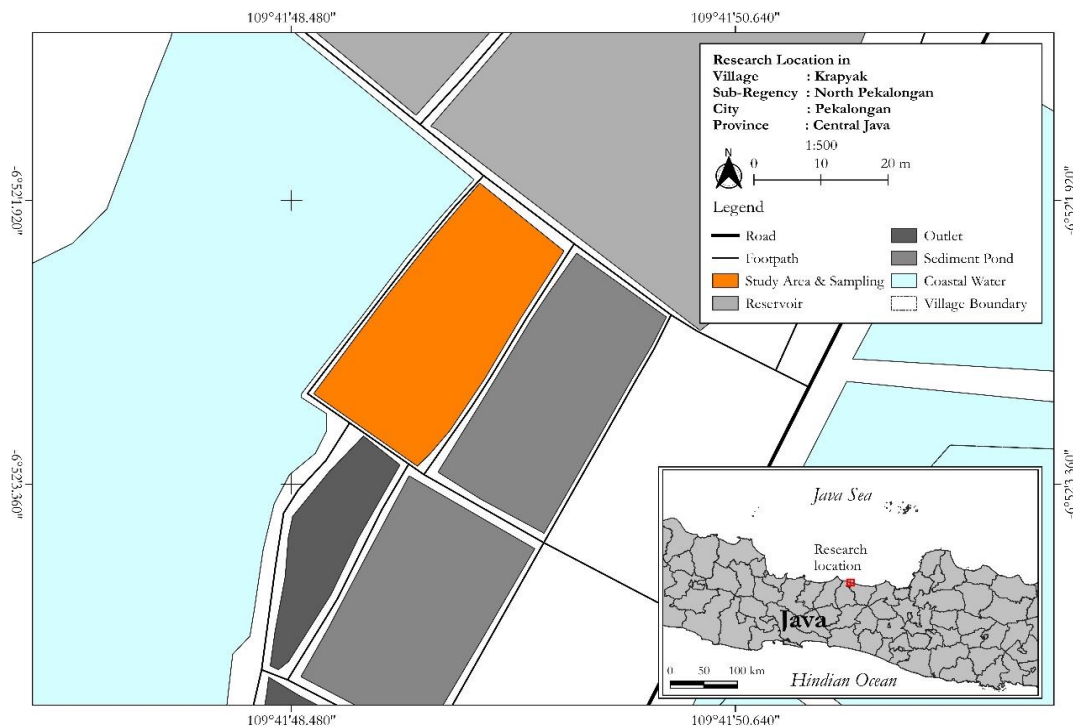 109°41'48.480"
109°41'50.640"
-6°52'1.920"
-6°52'1.920"
-6°52'3.360"
-6°52'3.360"
Research Location in
Village : Krapyak
Sub-Regency : North Pekalongan
City : Pekalongan
Province : Central Java
1:500
N
0 10 20 m
Legend
Road
Footpath
Study Area & Sampling
Reservoir
Outlet
Sediment Pond
Coastal Water
Village Boundary
Java Sea
Research
location
Java
0 50 100 km
Hindian Ocean
109°41'48.480"
109°41'50.640"